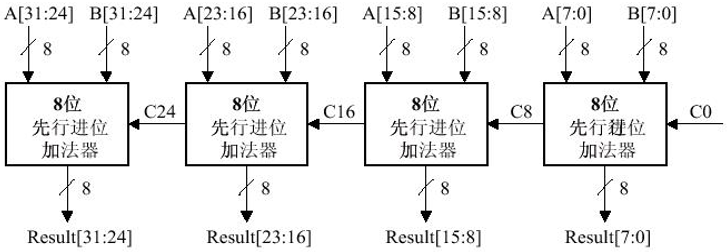 A[31:24] B[31:24] A[23:16] B[23:16] A[15:8] B[15:8] A[7:0] B[7:0]
8 8 8 8 8 8 8 8
8位 8位 8位 8位
先行进位 C24 先行进位 C16 先行进位 C8 先行进位 C0
加法器 加法器 加法器 加法器
8 8 8 8
Result[31:24] Result[23:16] Result[15:8] Result[7:0]